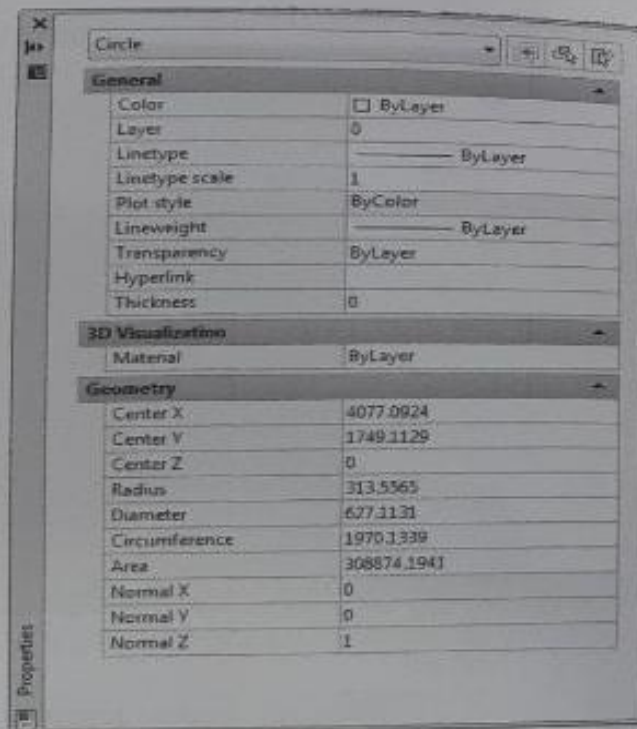 Circle
General
Color ByLayer
Layer 0
Linetype ByLayer
Linetype scale 1
Plot style ByColor
Lineweight ByLayer
Transparency ByLayer
Hyperlink
Thickness 0
3D Visualization
Material ByLayer
Geometry
Center X 4077.0924
Center Y 1749.1129
Center Z 0
Radius 313.5565
Diameter 627.1131
Circumference 1970.1339
Area 308874.1941
Normal X 0
Normal Y 0
Normal Z 1
Properties